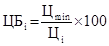 ЦБi = Цmin / Цi ×100